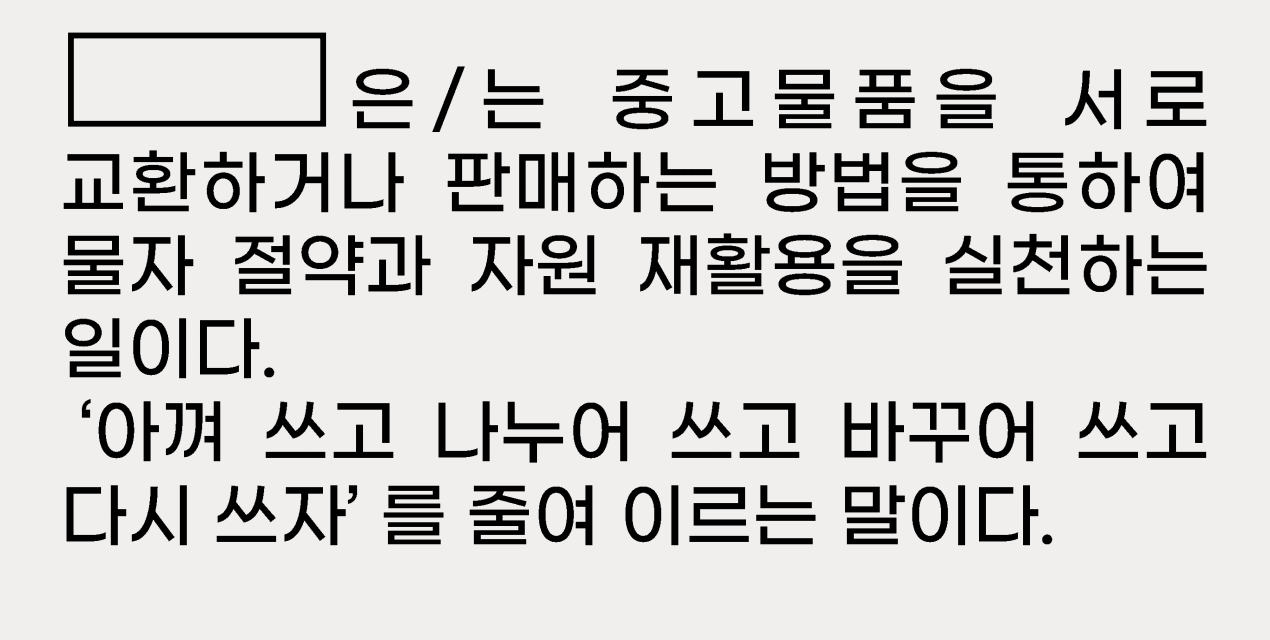 은/는 중고물품을 서로
교환하거나 판매하는 방법을 통하여
물자 절약과 자원 재활용을 실천하는
일이다.
‘아껴 쓰고 나누어 쓰고 바꾸어 쓰고
다시 쓰자’ 를 줄여 이르는 말이다.